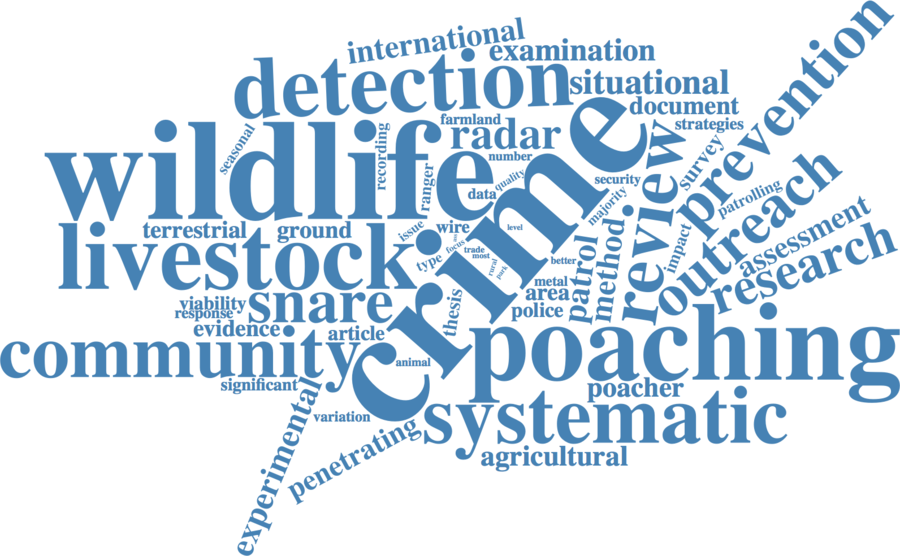 international
examination
detection
situational
prevention
document
farmland
radar
strategies
seasonal
recording
wildlife
number
crime
review
survey
ranger
data
quality
security
majority
patrolling
outreach
terrestrial
ground
issue
wire
level
livestock
type
focus
trade
most
rural
park
better
patrol
method
impact
assessment
research
viability
response
snare
thesis
metal
area
police
evidence
article
community
animal
poaching
significant
poacher
experimental
variation
systematic
penetrating
agricultural